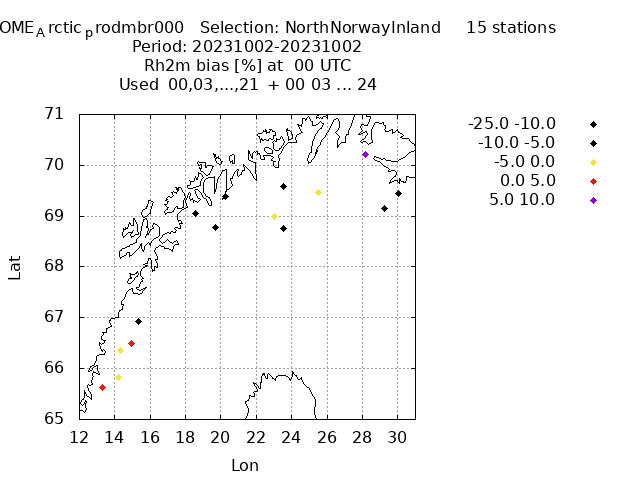 OME A rctic p rodmbr000 Selection: NorthNorwayInland 15 stations
Period: 20231002-20231002
Rh2m bias [%] at 00 UTC
Used 00,03,...,21 + 00 03 ... 24
71
70
69
68
67
66
65
12 14 16 18 20 22 24 26 28 30
Lat
Lon
-25.0 -10.0
-10.0 -5.0
-5.0 0.0
0.0 5.0
5.0 10.0